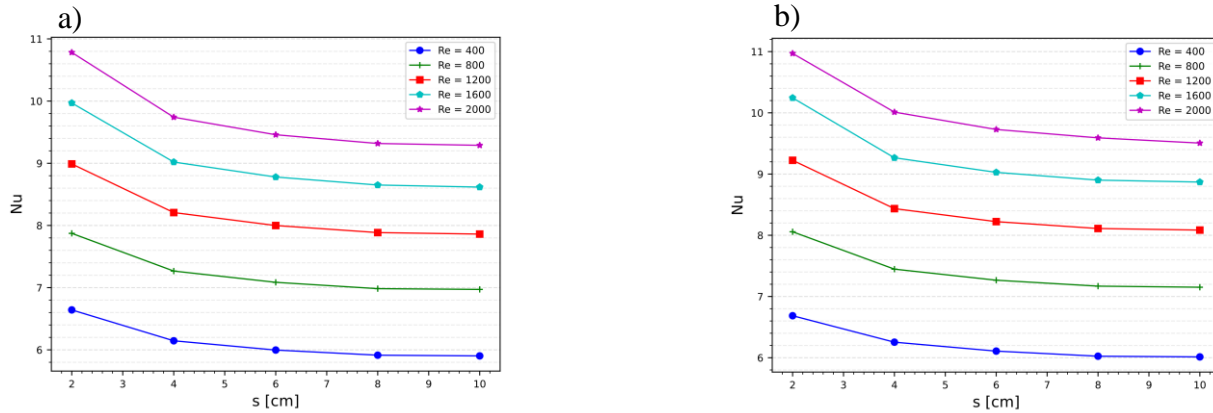 a)
11
10
9
8
7
6
Nu
2
3
4
5
6
7
8
9
10
s [cm]
Re = 400
Re = 800
Re = 1200
Re = 1600
Re = 2000
b)
11
10
9
8
7
6
Nu
2
3
4
5
6
7
8
9
10
s [cm]
Re = 400
Re = 800
Re = 1200
Re = 1600
Re = 2000